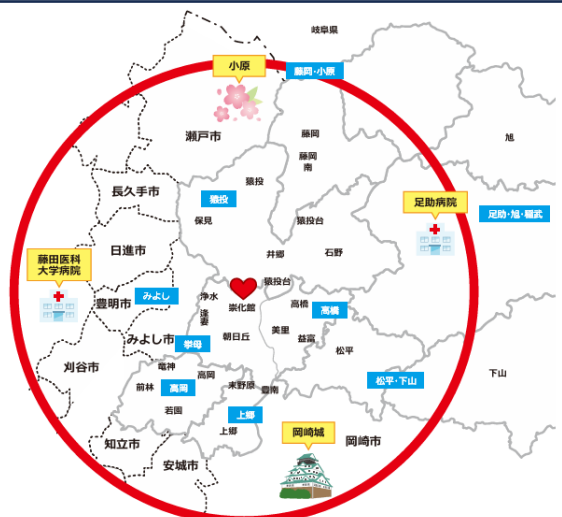 岐阜県
小原
藤岡・小原
瀬戸市
藤岡
藤岡
南
旭
長久手市
猿投
猿投
保見
猿投台
足助病院
足助・旭・稲武
日進市
井郷
石野
藤田医科
大学病院
豊明市
みよし
浄水
逢妻
猿投台
崇化館
高橋
高橋
美里
益富
みよし市
挙母
朝日丘
松平
刈谷市
竜神
前林
高岡
高岡
若園
末野原
豊南
松平・下山
下山
上郷
上郷
岡崎城
岡崎市
知立市
安城市